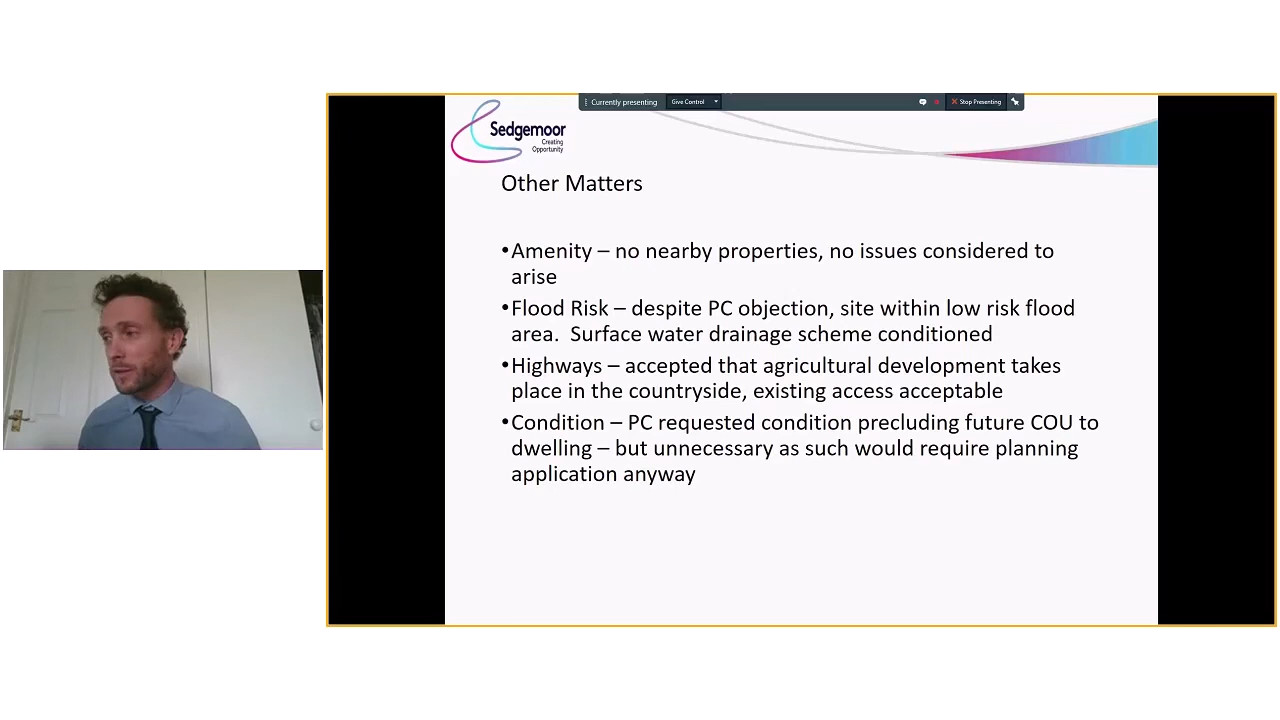 Currently presenting Give Control Stop Presenting
Sedgemoor
Creating
Opportunity
Other Matters
•Amenity – no nearby properties, no issues considered to
arise
•Flood Risk – despite PC objection, site within low risk flood
area.  Surface water drainage scheme conditioned
•Highways – accepted that agricultural development takes
place in the countryside, existing access acceptable
•Condition – PC requested condition precluding future COU to
dwelling – but unnecessary as such would require planning
application anyway